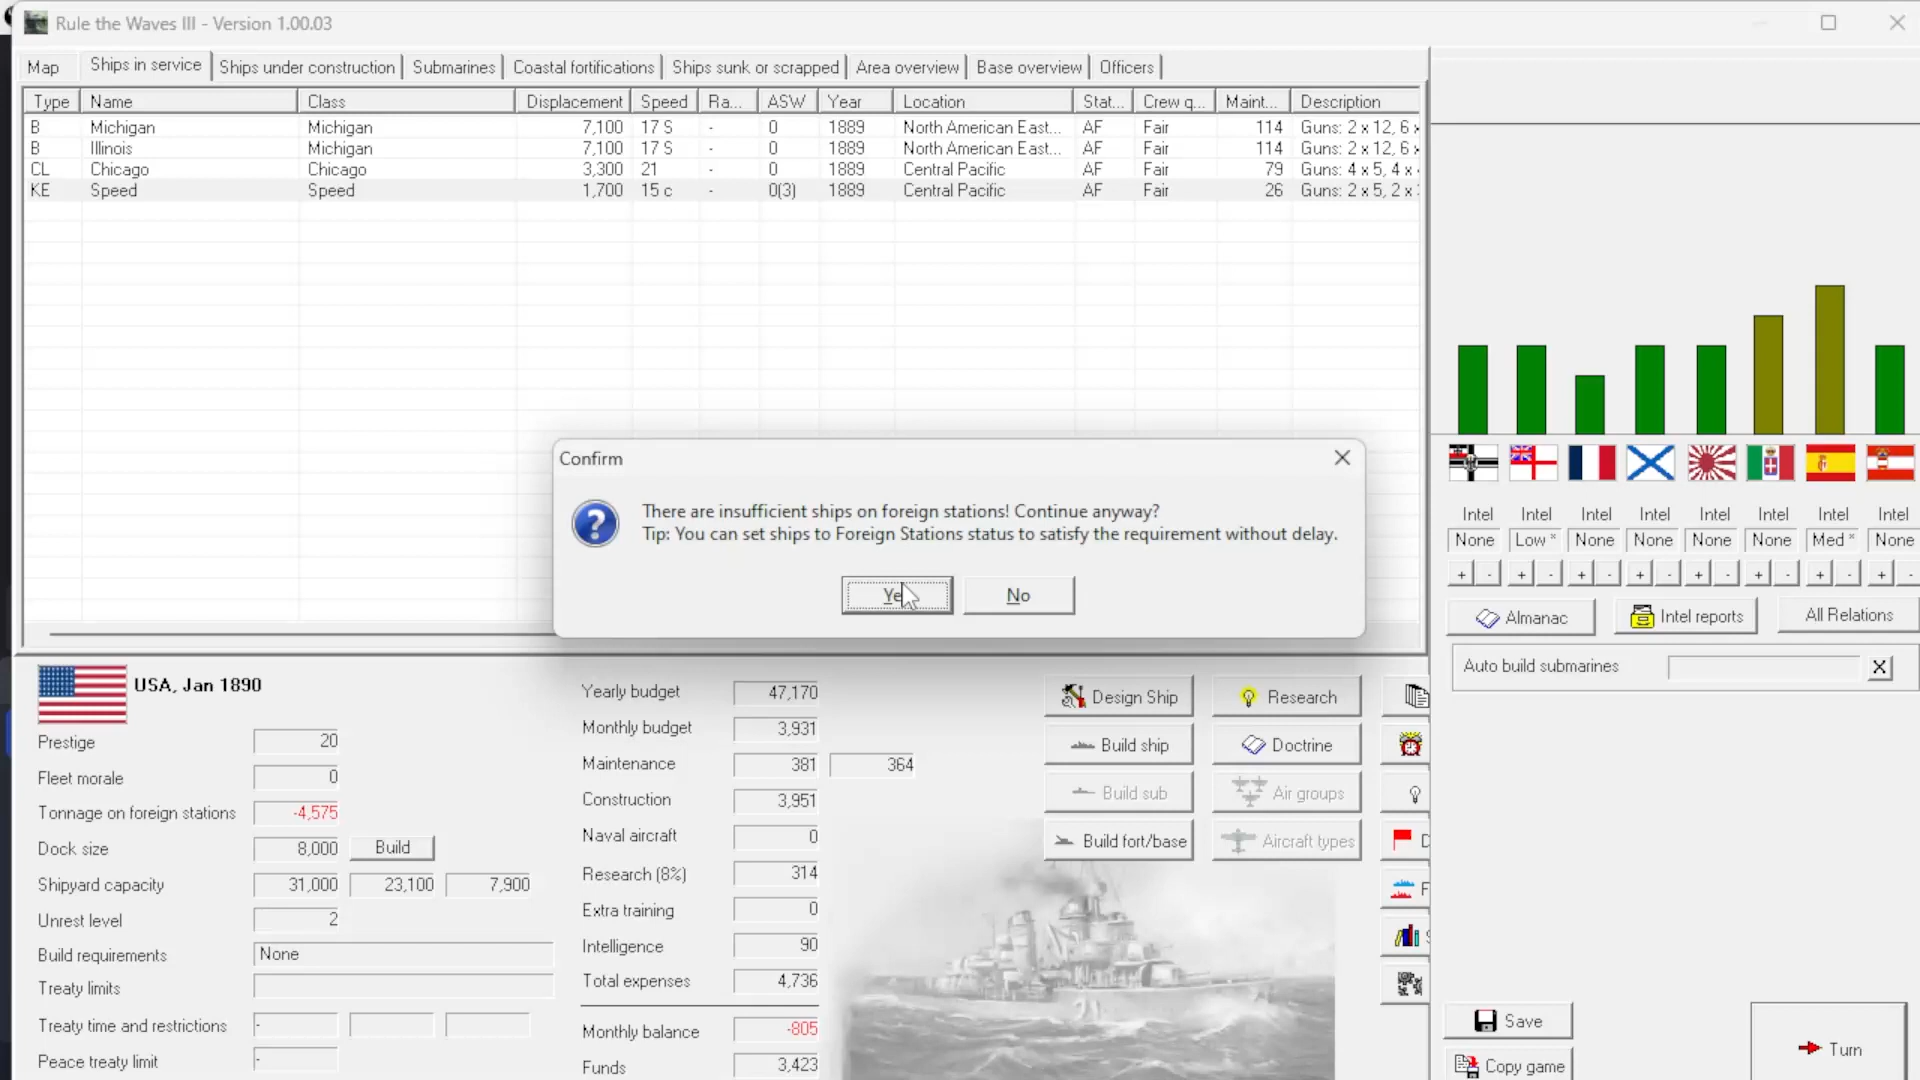 Rule the Waves III - Version 1.00.03
Map
Ships in service
Ships under construction
Submarines
Coastal fortifications
Ships sunk or scrapped
Area overview
Base overview
Officers
Type Name Class Displacement Speed Ra... ASW Year Location Stat... Crew q... Maint... Description
B Michigan Michigan 7,100 17 S - 0 1889 North American East... AF Fair 114 Guns: 2 x 12, 6 x
B Illinois Michigan 7,100 17 S - 0 1889 North American East... AF Fair 114 Guns: 2 x 12, 6 x
CL Chicago Chicago 3,300 21 - 0 1889 Central Pacific AF Fair 79 Guns: 4 x 5, 4 x
KE Speed Speed 1,700 15 c - 0(3) 1889 Central Pacific AF Fair 26 Guns: 2 x 5, 2 x
Confirm
There are insufficient ships on foreign stations! Continue anyway?
Tip: You can set ships to Foreign Stations status to satisfy the requirement without delay.
No
Intel Intel Intel Intel Intel Intel Intel Intel
None Low * None None None None Med * None
+ - + - + - + - + - + - + - + -
Almanac
Intel reports
All Relations
Auto build submarines
X
USA, Jan 1890
Prestige 20
Fleet morale 0
Tonnage on foreign stations -4,575
Dock size 8,000 Build
Shipyard capacity 31,000 23,100 7,900
Unrest level 2
Build requirements None
Treaty limits
Treaty time and restrictions -
Peace treaty limit -
Yearly budget 47,170
Monthly budget 3,931
Maintenance 381 364
Construction 3,951
Naval aircraft 0
Research (8%) 314
Extra training 0
Intelligence 90
Total expenses 4,736
Monthly balance -805
Funds 3,423
Design Ship
Research
Build ship
Doctrine
Build sub
Air groups
Build fort/base
Aircraft types
Save
Copy game
Turn